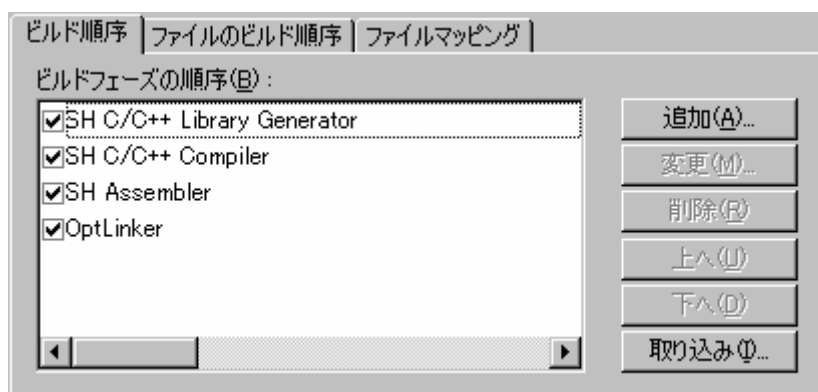 ビルド順序 ファイルのビルド順序 ファイルマッピング
ビルドフェーズの順序(B) :
SH C/C++ Library Generator
SH C/C++ Compiler
SH Assembler
OptLinker
追加(A)...
変更(M)...
削除(R)
上へ(U)
下へ(D)
取り込み(I)...